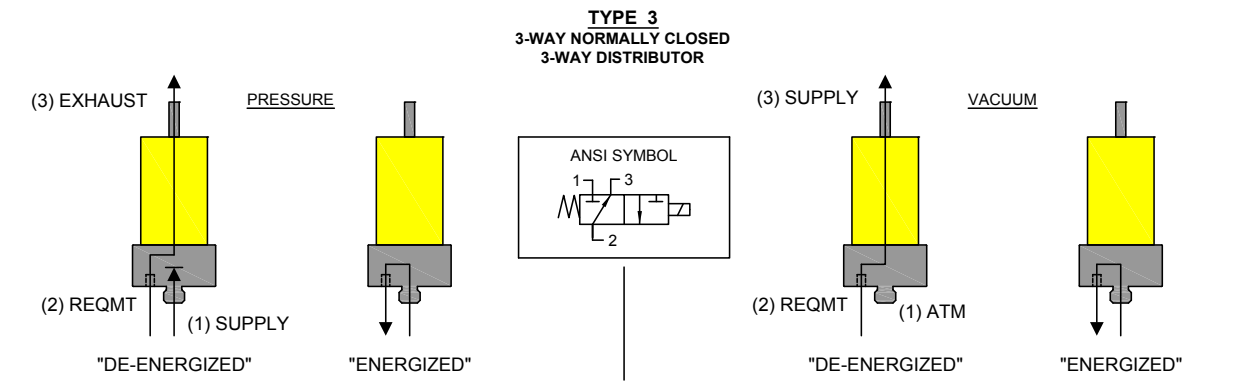 TYPE 3
3-WAY NORMALLY CLOSED
3-WAY DISTRIBUTOR
(3) EXHAUST
PRESSURE
(2) REQMT
(1) SUPPLY
"DE-ENERGIZED"
"ENERGIZED"
ANSI SYMBOL
1
3
2
(3) SUPPLY
VACUUM
(2) REQMT
(1) ATM
"DE-ENERGIZED"
"ENERGIZED"